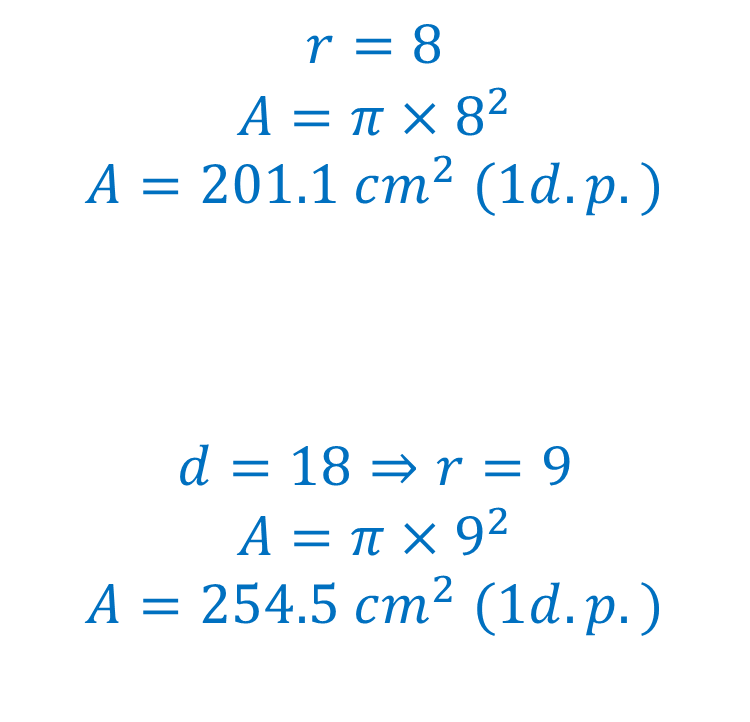 r = 8
A = π × 8²
A = 201.1 cm² (1d.p.)
d = 18 ⇒ r = 9
A = π × 9²
A = 254.5 cm² (1d.p.)